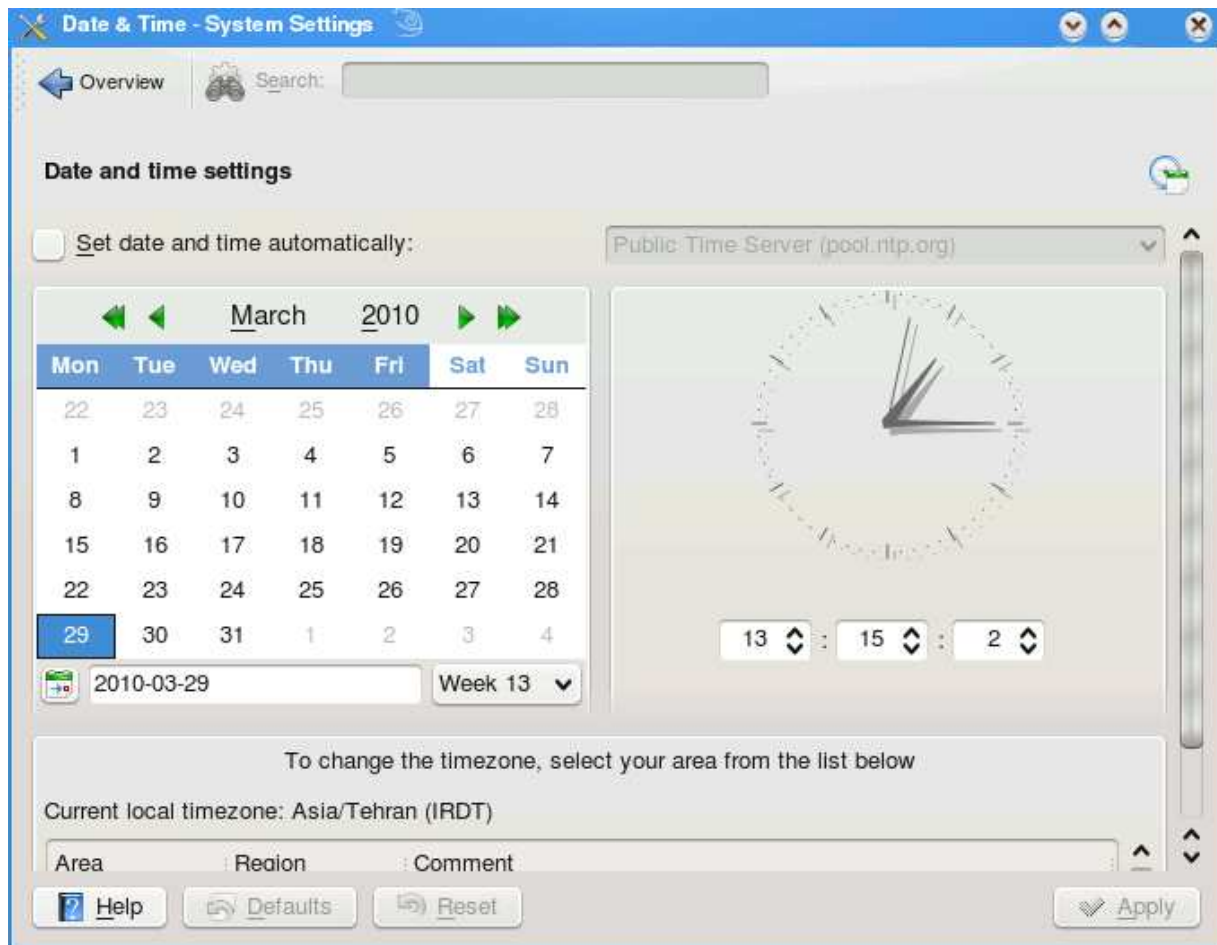 Date & Time - System Settings
Overview Search:
Date and time settings
Set date and time automatically: Public Time Server (pool.ntp.org)
March 2010
Mon Tue Wed Thu Fri Sat Sun
22 23 24 25 26 27 28
1 2 3 4 5 6 7
8 9 10 11 12 13 14
15 16 17 18 19 20 21
22 23 24 25 26 27 28
29 30 31 1 2 3 4
13 : 15 : 2
2010-03-29 Week 13
To change the timezone, select your area from the list below
Current local timezone: Asia/Tehran (IRDT)
Area Region Comment
Help Defaults Reset Apply